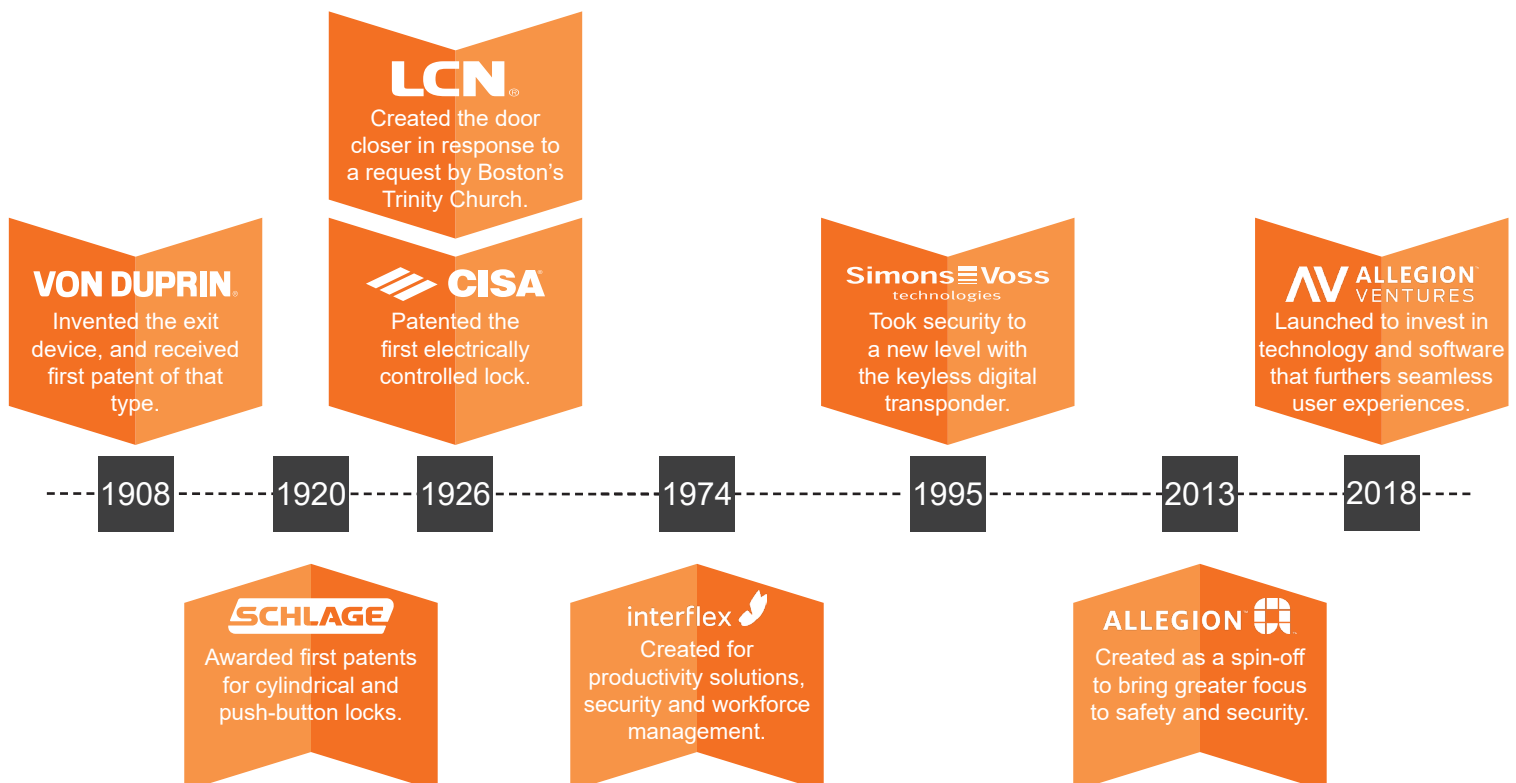 LCN®
Created the door
closer in response to
a request by Boston's
Trinity Church.
VON DUPRIN®
Invented the exit
device, and received
first patent of that
type.
CISA®
Patented the
first electrically
controlled lock.
Simons Voss
technologies
Took security to
a new level with
the keyless digital
transponder.
AV ALLEGION™
VENTURES
Launched to invest in
technology and software
that furthers seamless
user experiences.
1908
1920
1926
1974
1995
2013
2018
SCHLAGE
Awarded first patents
for cylindrical and
push-button locks.
interflex
Created for
productivity solutions,
security and workforce
management.
ALLEGION™
Created as a spin-off
to bring greater focus
to safety and security.